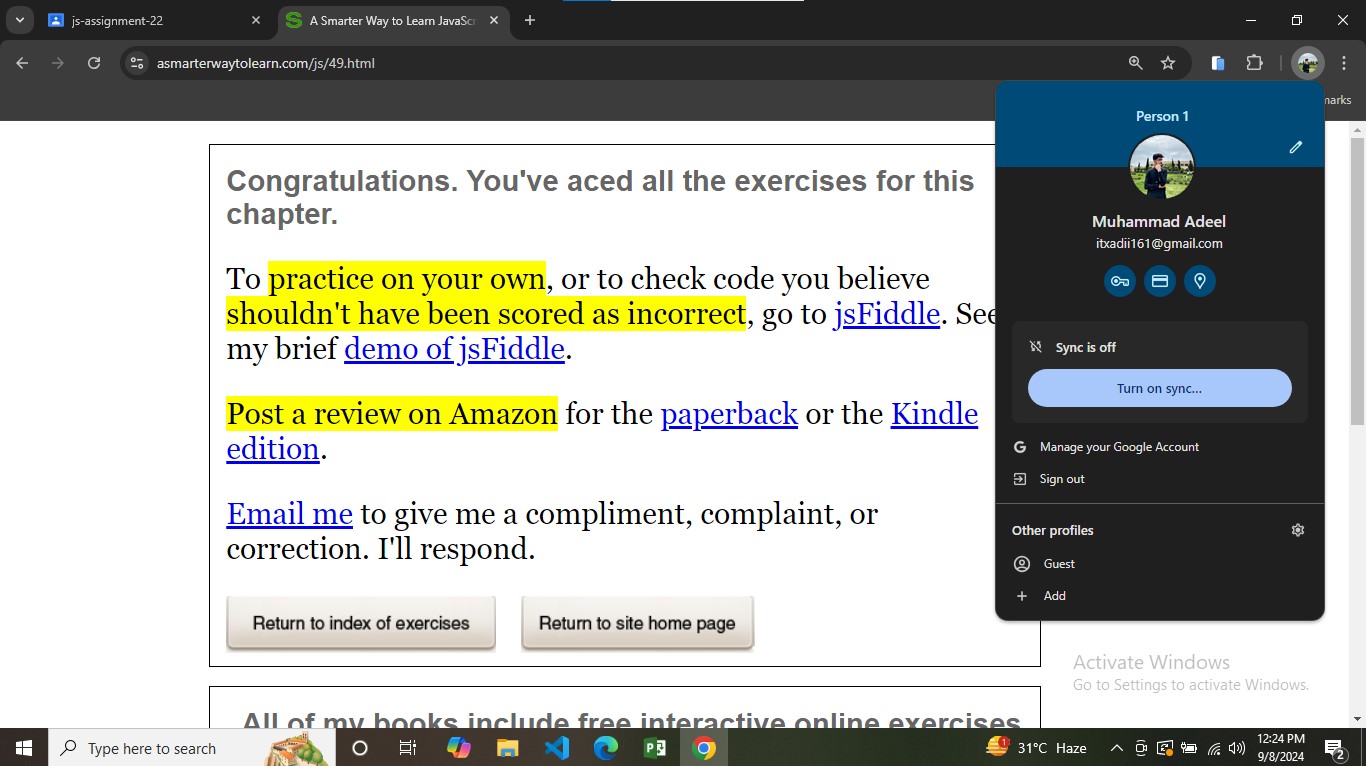 js-assignment-22
A Smarter Way to Learn JavaScr
asmarterwaytolearn.com/js/49.html
marks
Person 1
Muhammad Adeel
itxadii161@gmail.com
Sync is off
Turn on sync...
Manage your Google Account
Sign out
Other profiles
Guest
Add
Congratulations. You've aced all the exercises for this
chapter.
To practice on your own, or to check code you believe
shouldn't have been scored as incorrect, go to jsFiddle. See
my brief demo of jsFiddle.
Post a review on Amazon for the paperback or the Kindle
edition.
Email me to give me a compliment, complaint, or
correction. I'll respond.
Return to index of exercises
Return to site home page
All of my books include free interactive online exercises
Activate Windows
Go to Settings to activate Windows.
Type here to search
1
31°C Haze
12:24 PM
9/8/2024
2